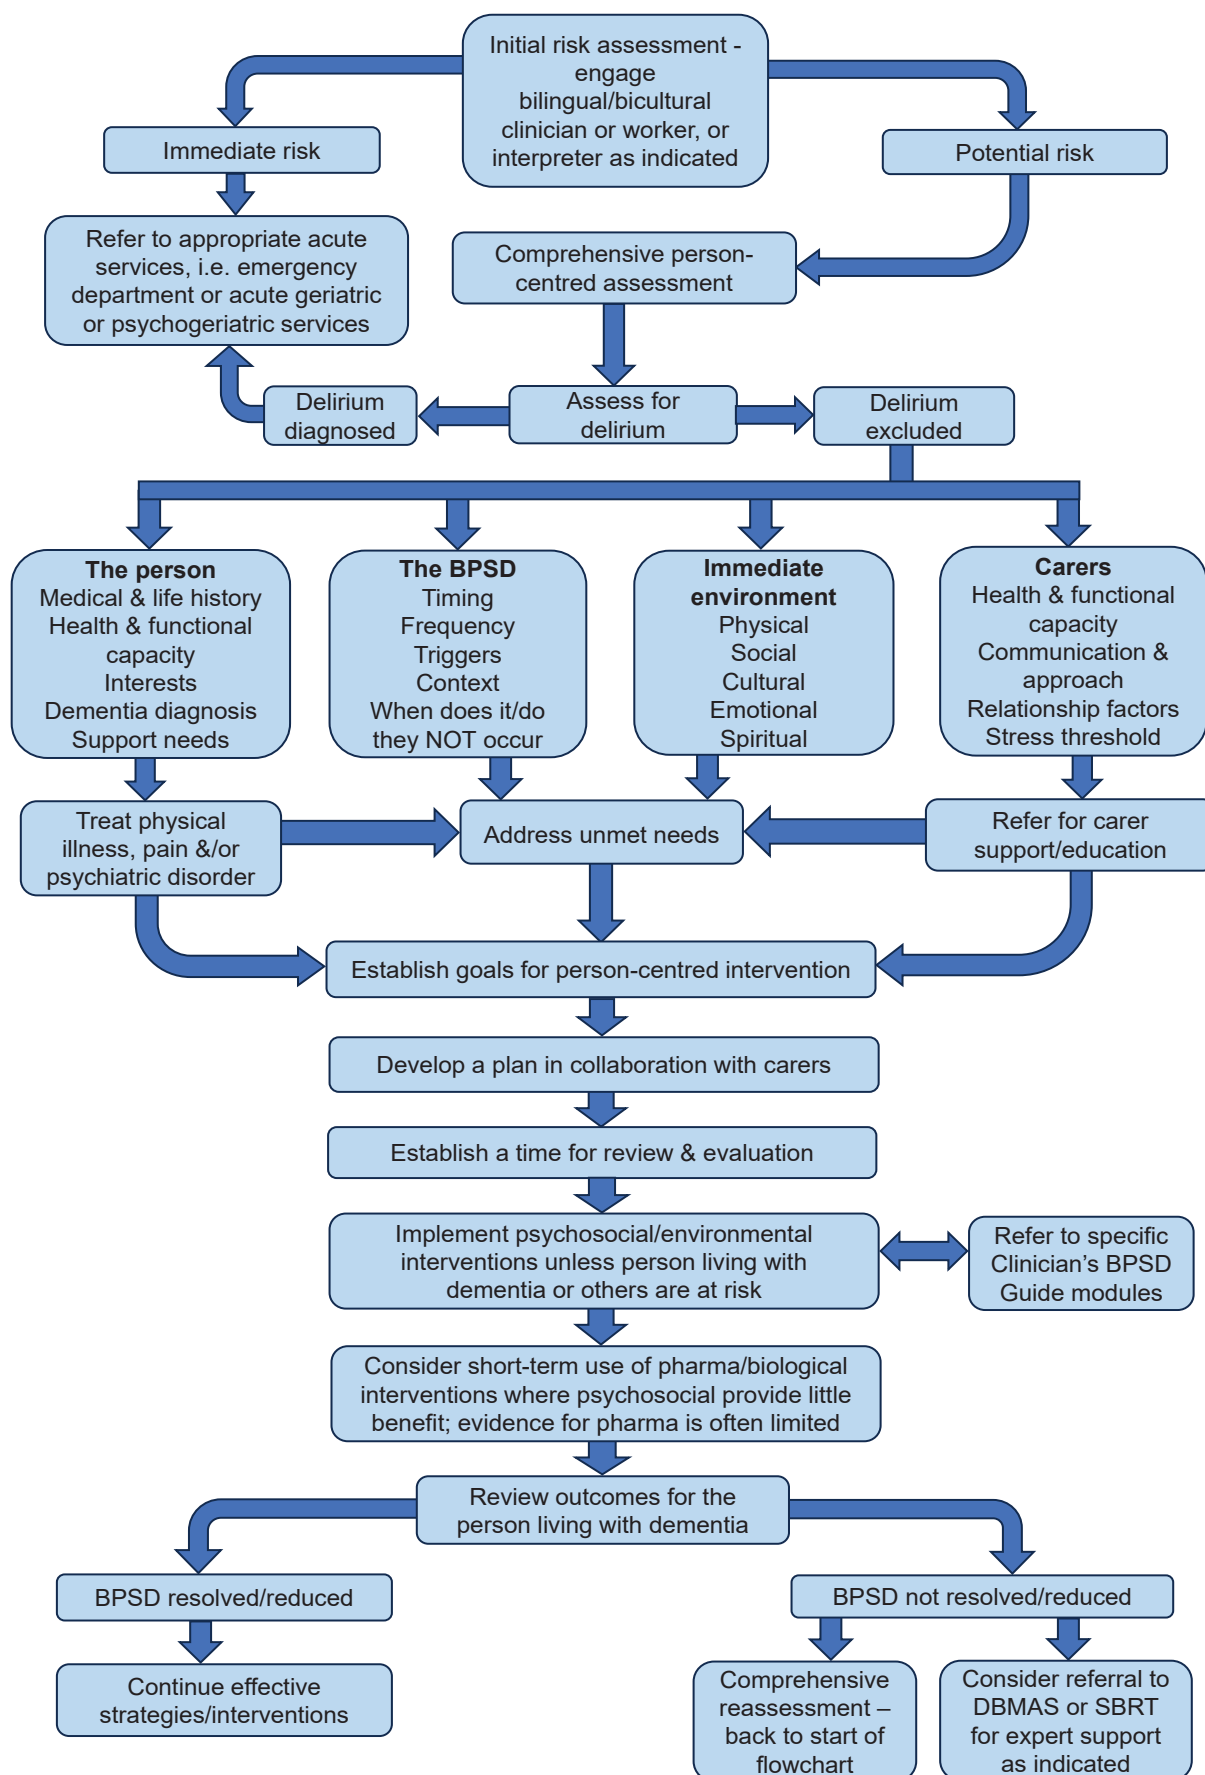 Initial risk assessment -
engage
bilingual/bicultural
clinician or worker, or
interpreter as indicated
Immediate risk
Potential risk
Refer to appropriate acute
services, i.e. emergency
department or acute geriatric
or psychogeriatric services
Comprehensive person-
centred assessment
Delirium
diagnosed
Assess for
delirium
Delirium
excluded
The person
Medical & life history
Health & functional
capacity
Interests
Dementia diagnosis
Support needs
The BPSD
Timing
Frequency
Triggers
Context
When does it/do
they NOT occur
Immediate
environment
Physical
Social
Cultural
Emotional
Spiritual
Carers
Health & functional
capacity
Communication &
approach
Relationship factors
Stress threshold
Treat physical
illness, pain &/or
psychiatric disorder
Address unmet needs
Refer for carer
support/education
Establish goals for person-centred intervention
Develop a plan in collaboration with carers
Establish a time for review & evaluation
Implement psychosocial/environmental
interventions unless person living with
dementia or others are at risk
Refer to specific
Clinician’s BPSD
Guide modules
Consider short-term use of pharma/biological
interventions where psychosocial provide little
benefit; evidence for pharma is often limited
Review outcomes for the
person living with dementia
BPSD resolved/reduced
BPSD not resolved/reduced
Continue effective
strategies/interventions
Comprehensive
reassessment –
back to start of
flowchart
Consider referral to
DBMAS or SBRT
for expert support
as indicated